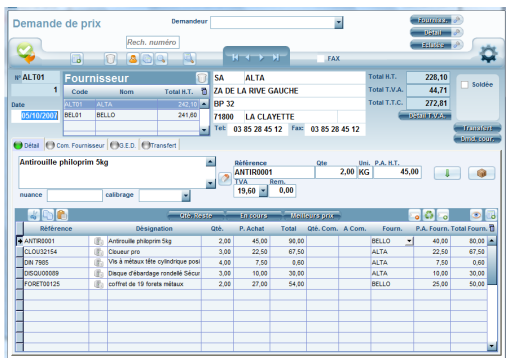 Demande de prix
Demandeur
Fourniss.
Détail
Eclatée
Rech. numéro
FAX
N° ALT01
1
Date
05/10/2007
Fournisseur
Code Nom Total H.T.
ALT01 ALTA 242,10
BEL01 BELLO 241,60
SA ALTA
ZA DE LA RIVE GAUCHE
BP 32
71800 LA CLAYETTE
Tel: 03 85 28 45 12 Fax: 03 85 28 45 12
Total H.T. 228,10
Total T.V.A. 44,71
Total T.T.C. 272,81
Détail T.V.A.
Soldée
Transfert
Dmd. cour.
Détail Com. Fournisseur G.E.D. Transfert
Antirouille philoprim 5kg
nuance calibrage
Référence Qte Uni. P.A. H.T.
ANTIR0001 2,00 KG 45,00
TVA Rem.
19,60 0,00
Qté. Reste En cours Meilleurs prix
Référence Désignation Qté. P. Achat Total Qté. Com. A Com. Fourn. P.A. Fourn. Total Fourn.
ANTIR0001 Antirouille philoprim 5kg 2,00 45,00 90,00 BELLO 40,00 80,00
CLOU32154 Cloueur pro 3,00 22,50 67,50 ALTA 22,50 67,50
DIN 7985 Vis à métaux tête cylindrique posi 4,00 7,50 0,60 ALTA 7,50 0,60
DISQU00089 Disque d'ébardage rondelle Sécur 3,00 10,00 30,00 ALTA 10,00 30,00
FORET00125 coffret de 19 forets métaux 2,00 27,00 54,00 BELLO 25,00 50,00